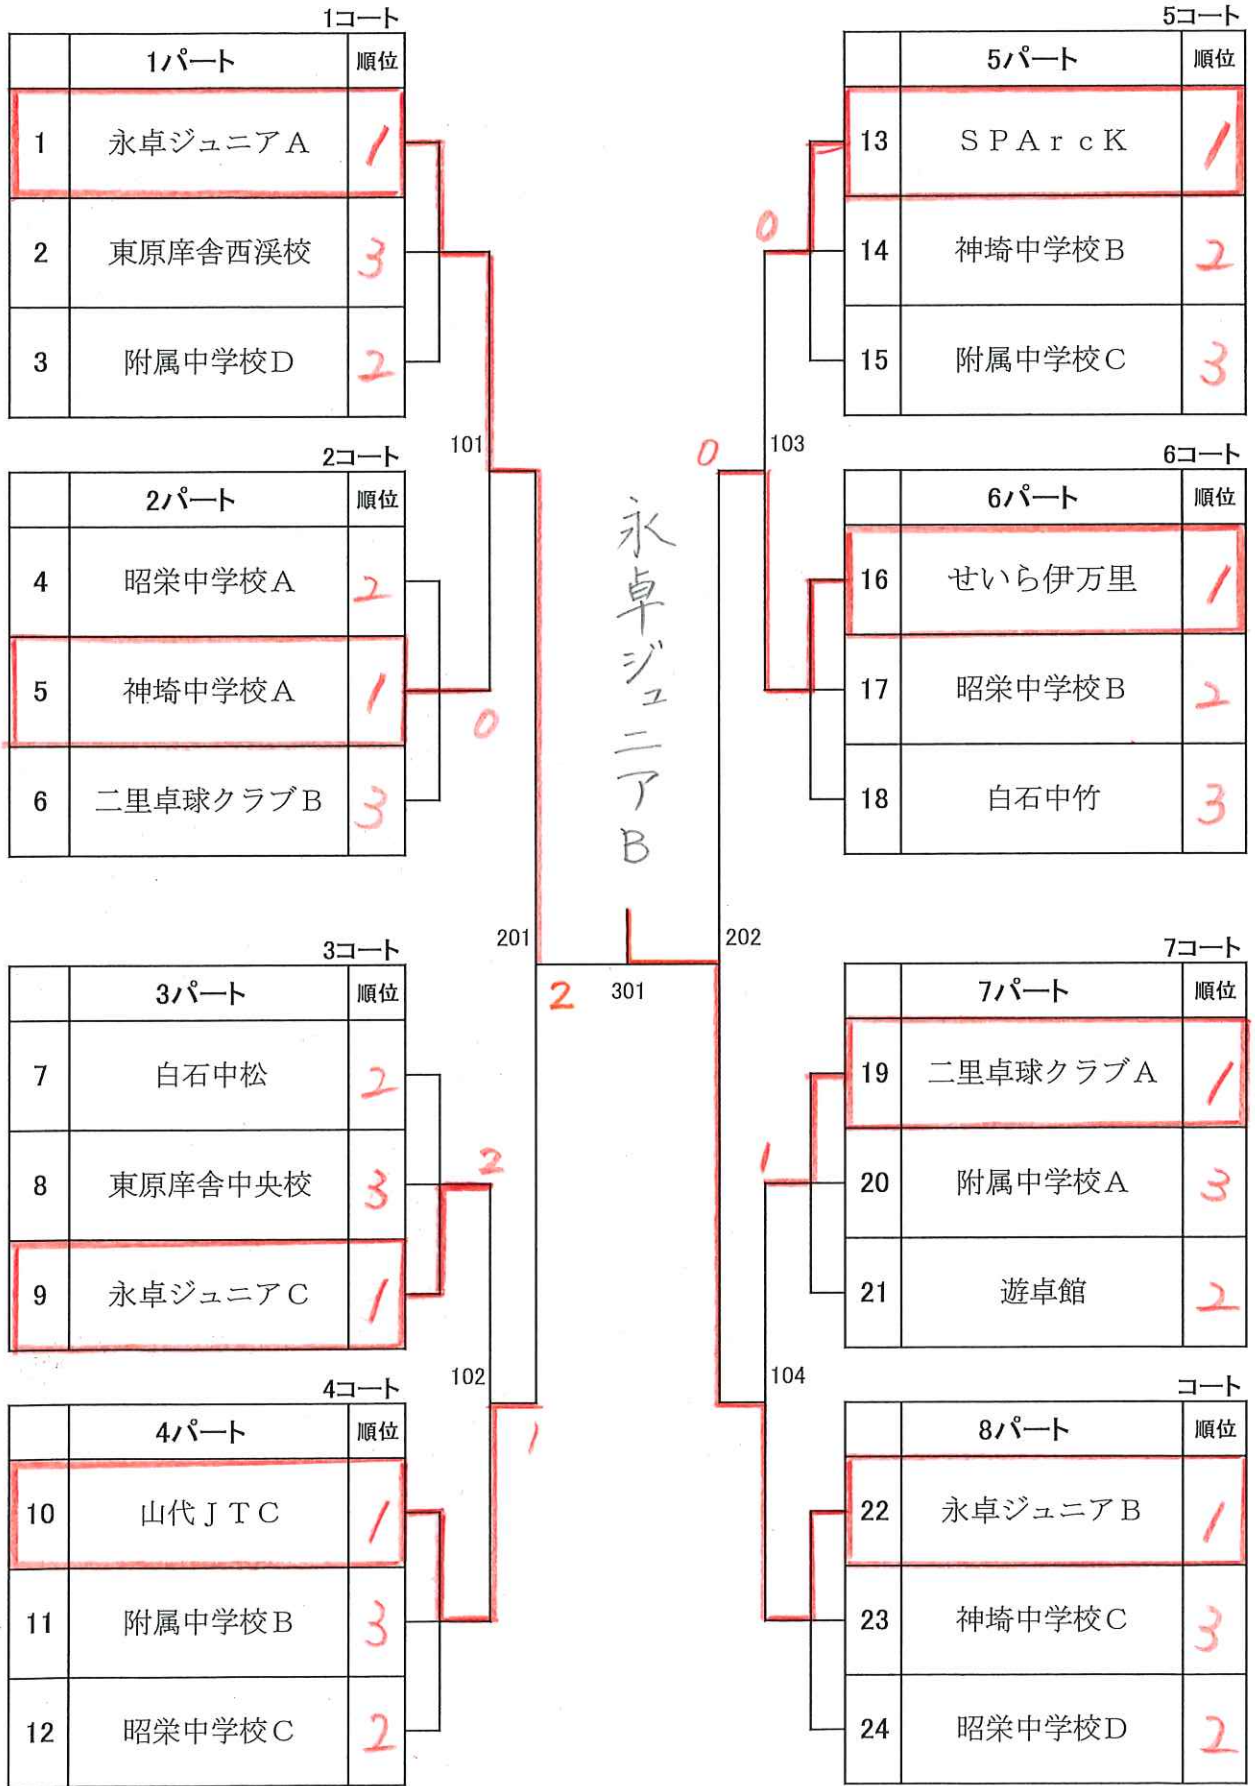 1コート
1パート 順位
1 永卓ジュニアA 1
2 東原庠舎西渓校 3
3 附属中学校D 2
2コート
2パート 順位
4 昭栄中学校A 2
5 神埼中学校A 1
6 二里卓球クラブB 3
3コート
3パート 順位
7 白石中松 2
8 東原庠舎中央校 3
9 永卓ジュニアC 1
4コート
4パート 順位
10 山代JTC 1
11 附属中学校B 3
12 昭栄中学校C 2
101
0
2
102
1
201
2
301
永卓ジュニアB
202
0
103
0
1
104
5コート
5パート 順位
13 SPArcK 1
14 神埼中学校B 2
15 附属中学校C 3
6コート
6パート 順位
16 せいら伊万里 1
17 昭栄中学校B 2
18 白石中竹 3
7コート
7パート 順位
19 二里卓球クラブA 1
20 附属中学校A 3
21 遊卓館 2
コート
8パート 順位
22 永卓ジュニアB 1
23 神埼中学校C 3
24 昭栄中学校D 2